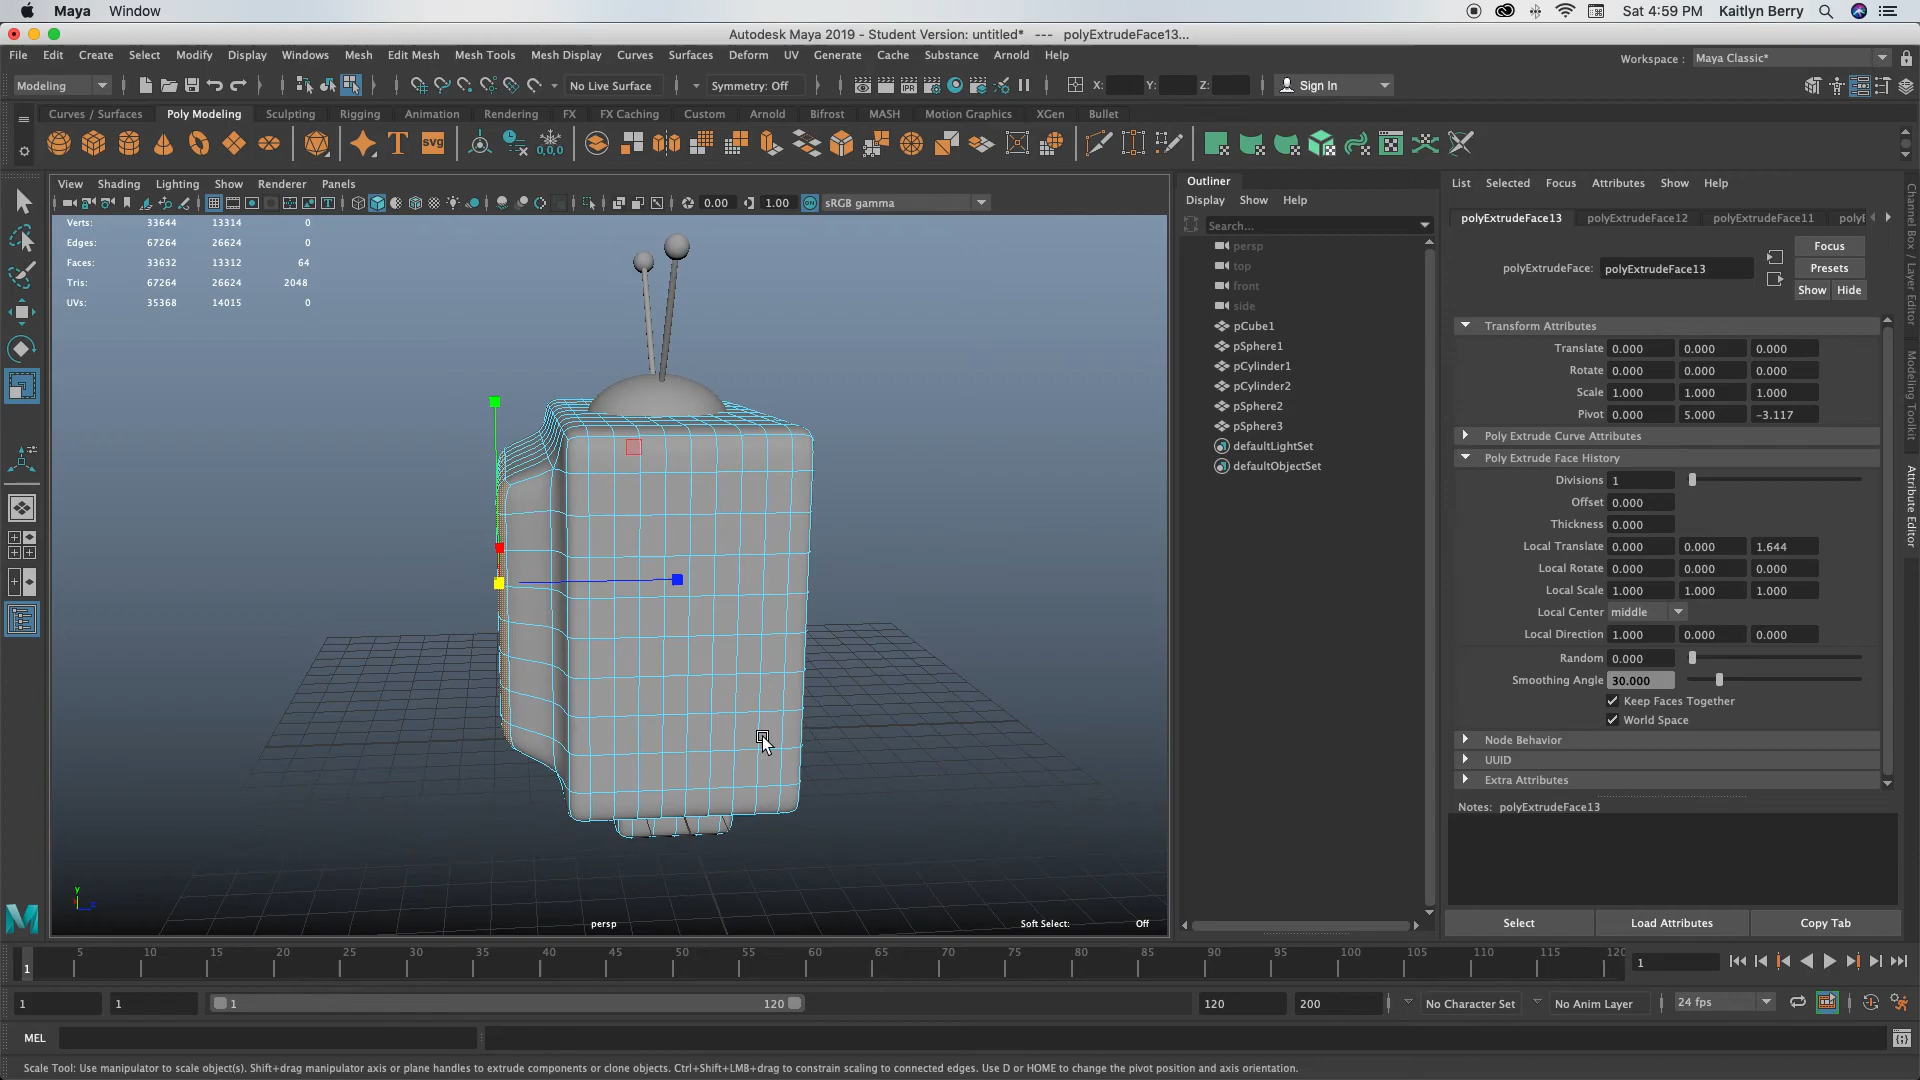 Maya Window Sat 4:59 PM Kaitlyn Berry
Autodesk Maya 2019 - Student Version: untitled* --- polyExtrudeFace13...
File Edit Create Select Modify Display Windows Mesh Edit Mesh Mesh Tools Mesh Display Curves Surfaces Deform UV Generate Cache Substance Arnold Help
Workspace : Maya Classic*
Modeling No Live Surface Symmetry: Off X: Y: Z: Sign In
Curves / Surfaces Poly Modeling Sculpting Rigging Animation Rendering FX FX Caching Custom Arnold Bifrost MASH Motion Graphics XGen Bullet
T svg 0,0,0
View Shading Lighting Show Renderer Panels
0.00 1.00 sRGB gamma
Verts: 33644 13314 0
Edges: 67264 26624 0
Faces: 33632 13312 64
Tris: 67264 26624 2048
UVs: 35368 14015 0
persp
Soft Select: Off
Outliner
Display Show Help
Search...
persp
top
front
side
pCube1
pSphere1
pCylinder1
pCylinder2
pSphere2
pSphere3
defaultLightSet
defaultObjectSet
List Selected Focus Attributes Show Help
polyExtrudeFace13 polyExtrudeFace12 polyExtrudeFace11 polyE
polyExtrudeFace: polyExtrudeFace13
Focus
Presets
Show Hide
Transform Attributes
Translate 0.000 0.000 0.000
Rotate 0.000 0.000 0.000
Scale 1.000 1.000 1.000
Pivot 0.000 5.000 -3.117
Poly Extrude Curve Attributes
Poly Extrude Face History
Divisions 1
Offset 0.000
Thickness 0.000
Local Translate 0.000 0.000 1.644
Local Rotate 0.000 0.000 0.000
Local Scale 1.000 1.000 1.000
Local Center middle
Local Direction 1.000 0.000 0.000
Random 0.000
Smoothing Angle 30.000
Keep Faces Together
World Space
Node Behavior
UUID
Extra Attributes
Notes: polyExtrudeFace13
Select Load Attributes Copy Tab
Channel Box / Layer Editor
Modeling Toolkit
Attribute Editor
5 10 15 20 25 30 35 40 45 50 55 60 65 70 75 80 85 90 95 100 105 110 115 120
1 1
1 1 1 120 120 200 No Character Set No Anim Layer 24 fps
MEL
Scale Tool: Use manipulator to scale object(s). Shift+drag manipulator axis or plane handles to extrude components or clone objects. Ctrl+Shift+LMB+drag to constrain scaling to connected edges. Use D or HOME to change the pivot position and axis orientation.